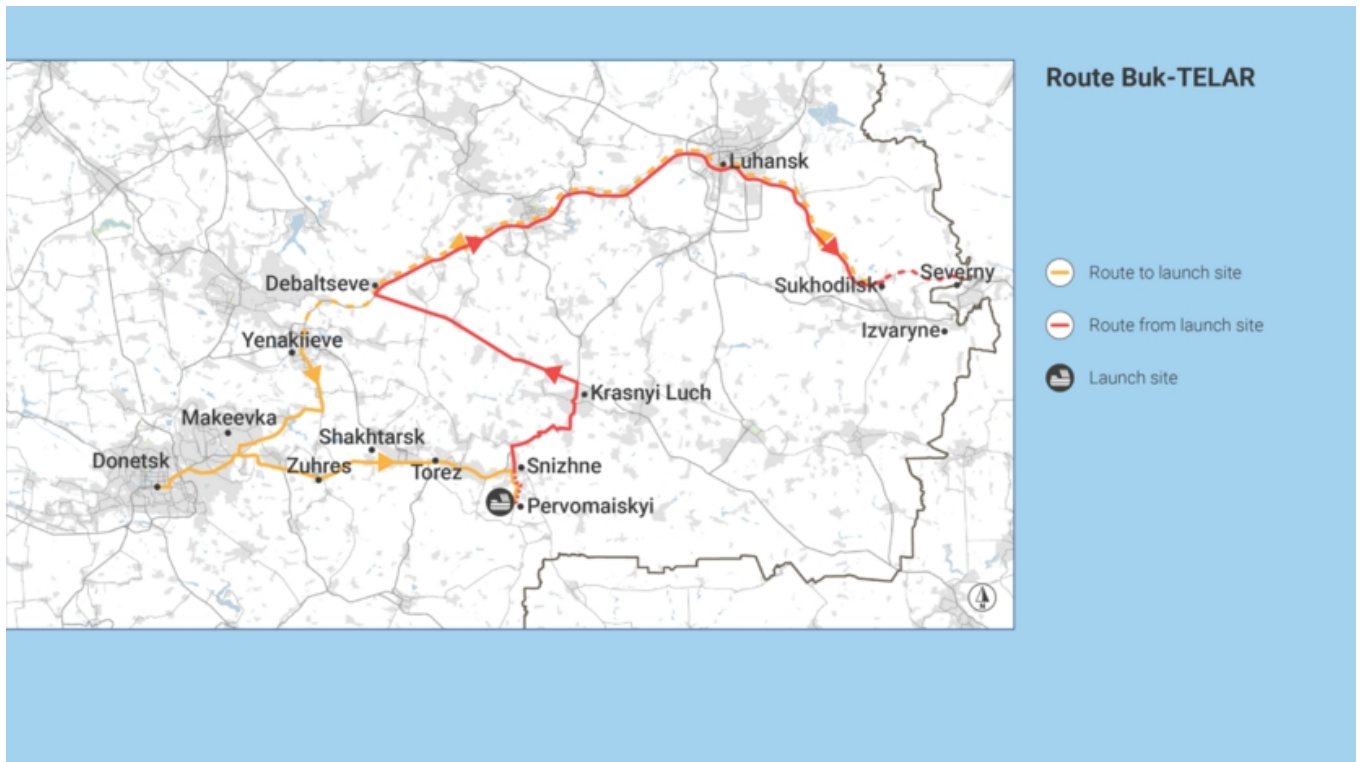 Route Buk-TELAR
Luhansk
Severny
Debaltseve
Sukhodilsk
Izvaryne
Yenakiieve
Krasnyi Luch
Makeevka
Shakhtarsk
Donetsk
Zuhres
Torez
Snizhne
Pervomaiskyi
Route to launch site
Route from launch site
Launch site
N